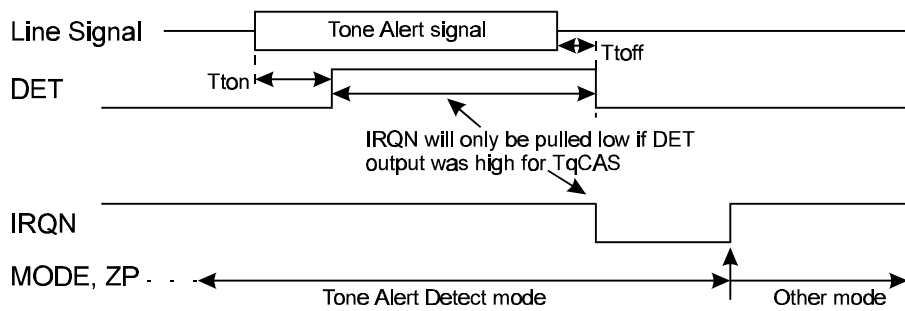 Line Signal
Tone Alert signal
Ttoff
Tton
DET
IRQN will only be pulled low if DET
output was high for TqCAS
IRQN
MODE, ZP
Tone Alert Detect mode
Other mode